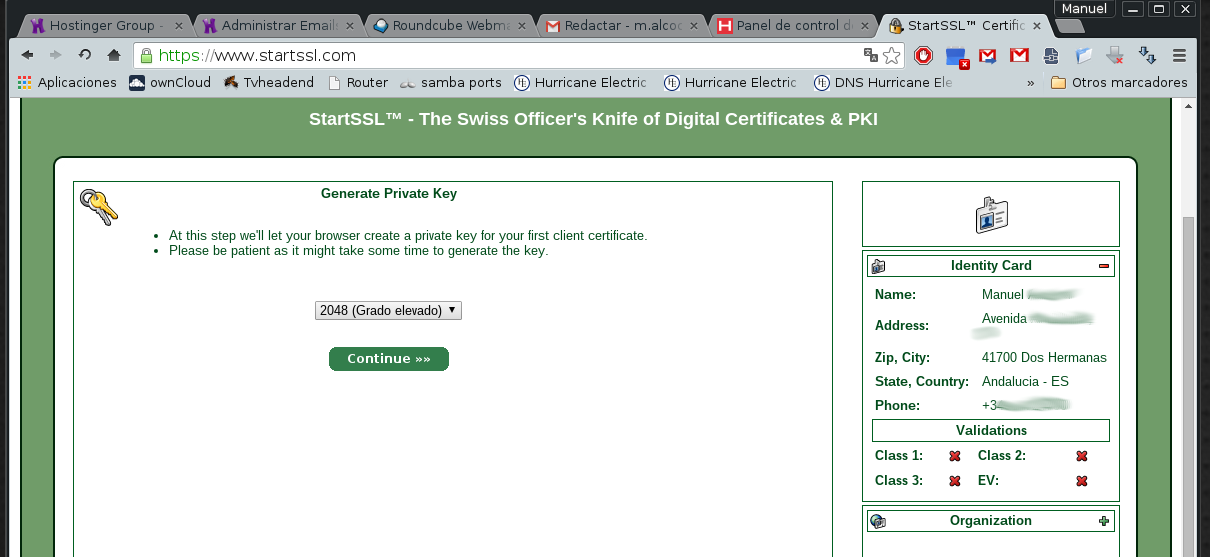 Manuel
Hostinger Group -
Administrar Emails
Roundcube Webma
Redactar - m.alcoc
Panel de control de
StartSSL™ Certific
https://www.startssl.com
Aplicaciones
ownCloud
Tvheadend
Router
samba ports
Hurricane Electric
Hurricane Electric
DNS Hurricane Ele
»
Otros marcadores
StartSSL™ - The Swiss Officer's Knife of Digital Certificates & PKI
Generate Private Key
• At this step we'll let your browser create a private key for your first client certificate.
• Please be patient as it might take some time to generate the key.
2048 (Grado elevado)
Continue »»
Identity Card
Name: Manuel
Address: Avenida
Zip, City: 41700 Dos Hermanas
State, Country: Andalucia - ES
Phone: +3
Validations
Class 1: Class 2:
Class 3: EV:
Organization